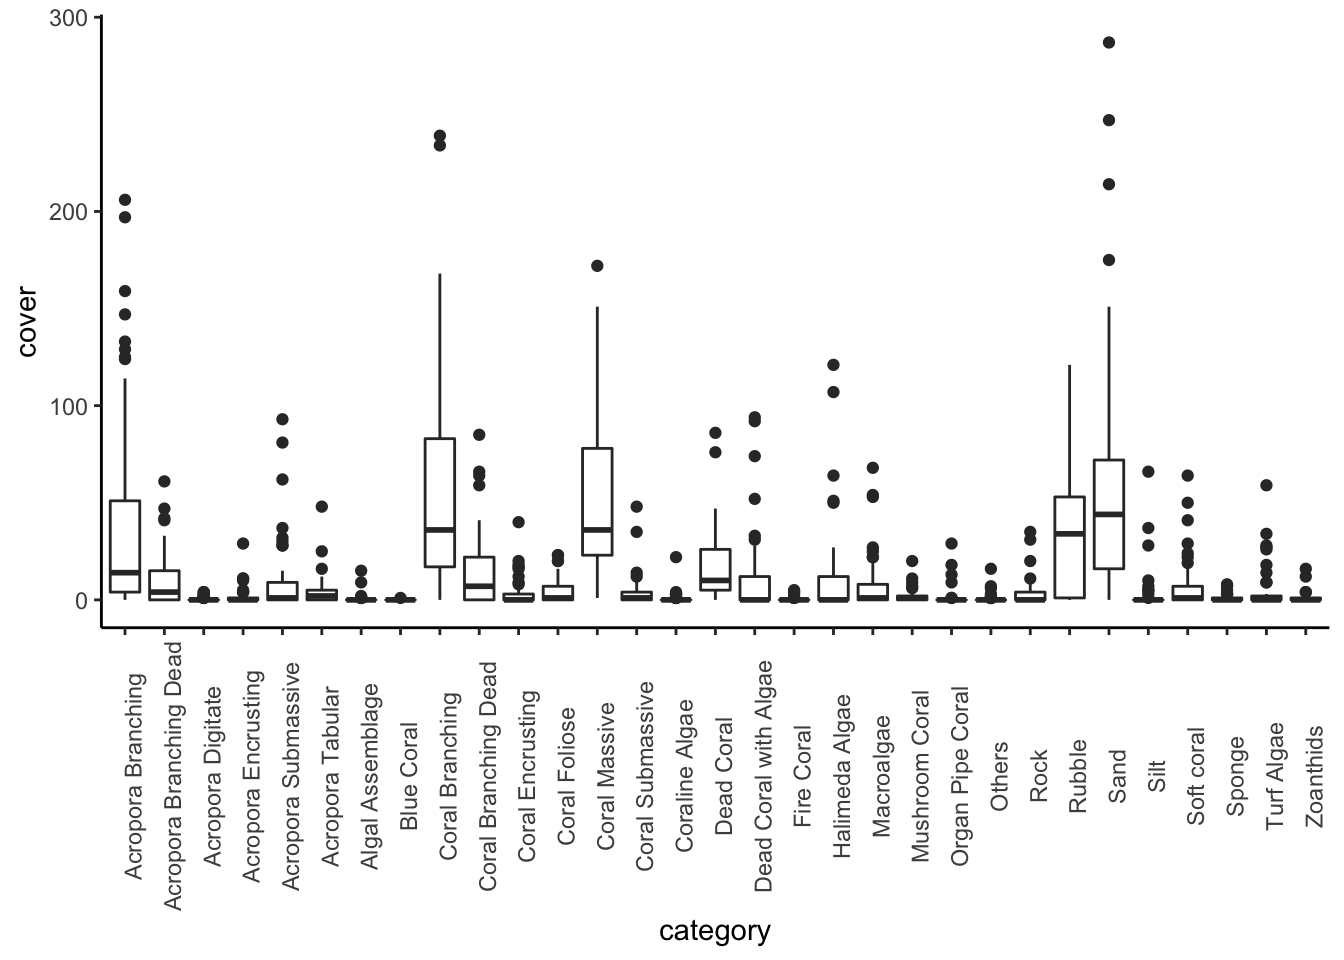 300
200
100
0
cover
Acropora Branching
Acropora Branching Dead
Acropora Digitate
Acropora Encrusting
Acropora Submassive
Acropora Tabular
Algal Assemblage
Blue Coral
Coral Branching
Coral Branching Dead
Coral Encrusting
Coral Foliose
Coral Massive
Coral Submassive
Coraline Algae
Dead Coral
Dead Coral with Algae
Fire Coral
Halimeda Algae
Macroalgae
Mushroom Coral
Organ Pipe Coral
Others
Rock
Rubble
Sand
Silt
Soft coral
Sponge
Turf Algae
Zoanthids
category